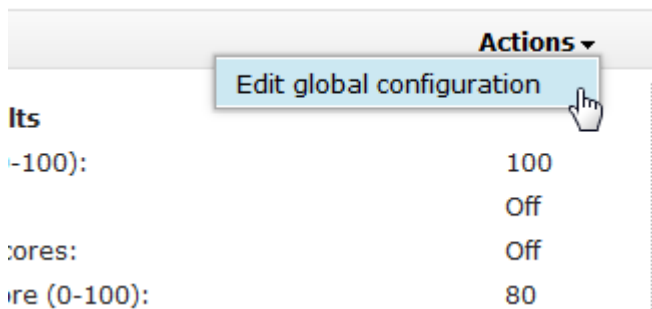 Actions
Edit global configuration
lts
-100):
100
Off
cores:
Off
re (0-100):
80